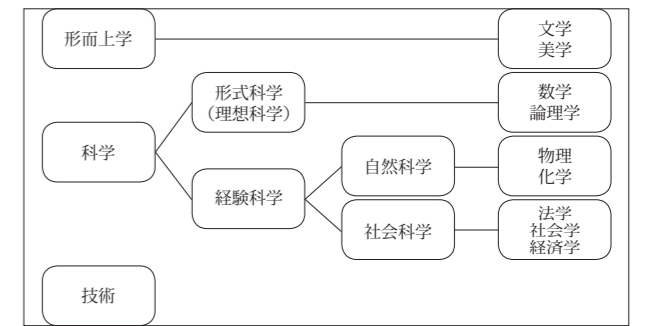 形而上学
文学
美学
形式科学
（理想科学）
数学
論理学
科学
自然科学
物理
化学
経験科学
社会科学
法学
社会学
経済学
技術